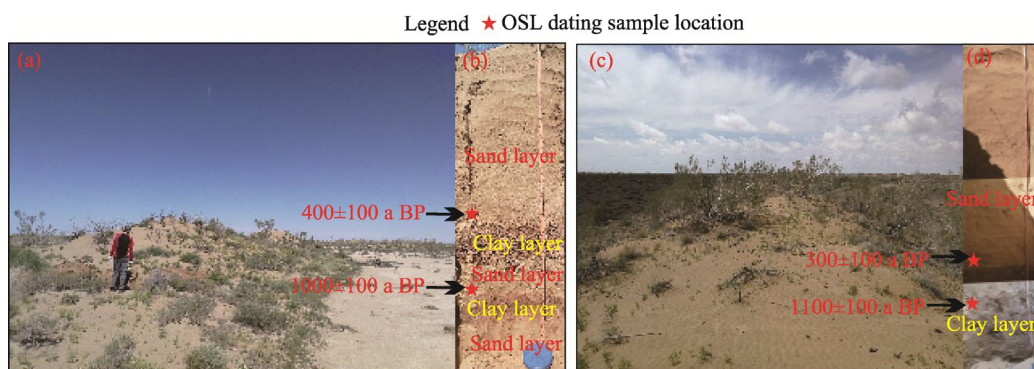 Legend ★ OSL dating sample location
(a)
(b)
Sand layer
400±100 a BP
Clay layer
Sand layer
1000±100 a BP
Clay layer
Sand layer
(c)
(d)
Sand layer
300±100 a BP
1100±100 a BP
Clay layer